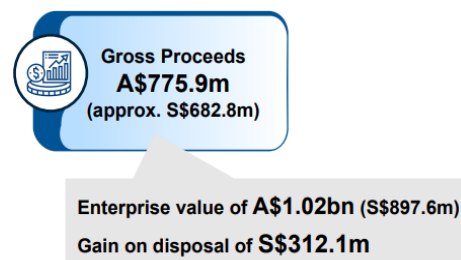 Gross Proceeds
A$775.9m
(approx. S$682.8m)
Enterprise value of A$1.02bn (S$897.6m)
Gain on disposal of S$312.1m